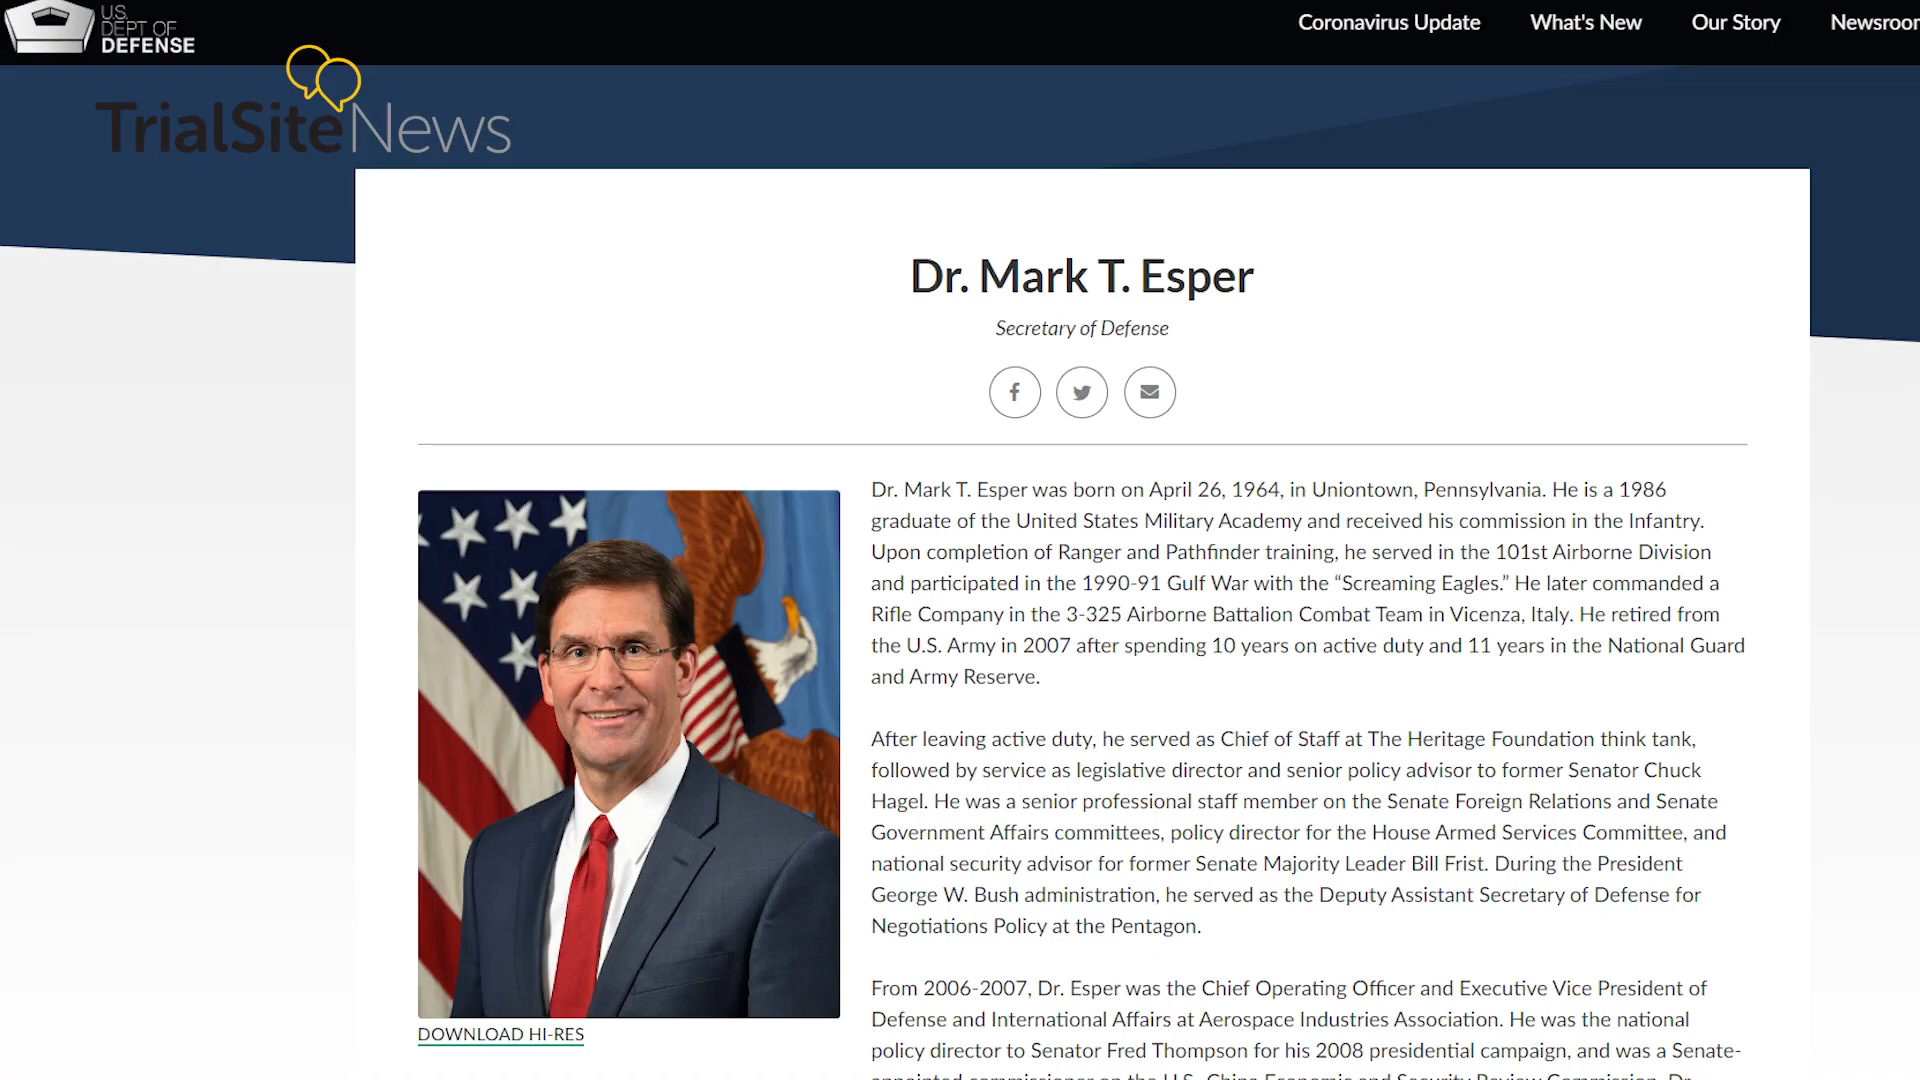 U.S.
DEPT OF
DEFENSE
Coronavirus Update
What's New
Our Story
Newsroom
TrialSiteNews
Dr. Mark T. Esper
Secretary of Defense
Dr. Mark T. Esper was born on April 26, 1964, in Uniontown, Pennsylvania. He is a 1986
graduate of the United States Military Academy and received his commission in the Infantry.
Upon completion of Ranger and Pathfinder training, he served in the 101st Airborne Division
and participated in the 1990-91 Gulf War with the “Screaming Eagles.” He later commanded a
Rifle Company in the 3-325 Airborne Battalion Combat Team in Vicenza, Italy. He retired from
the U.S. Army in 2007 after spending 10 years on active duty and 11 years in the National Guard
and Army Reserve.
After leaving active duty, he served as Chief of Staff at The Heritage Foundation think tank,
followed by service as legislative director and senior policy advisor to former Senator Chuck
Hagel. He was a senior professional staff member on the Senate Foreign Relations and Senate
Government Affairs committees, policy director for the House Armed Services Committee, and
national security advisor for former Senate Majority Leader Bill Frist. During the President
George W. Bush administration, he served as the Deputy Assistant Secretary of Defense for
Negotiations Policy at the Pentagon.
From 2006-2007, Dr. Esper was the Chief Operating Officer and Executive Vice President of
Defense and International Affairs at Aerospace Industries Association. He was the national
policy director to Senator Fred Thompson for his 2008 presidential campaign, and was a Senate-
appointed commissioner on the U.S. China Economic and Security Review Commission. Dr.
DOWNLOAD HI-RES